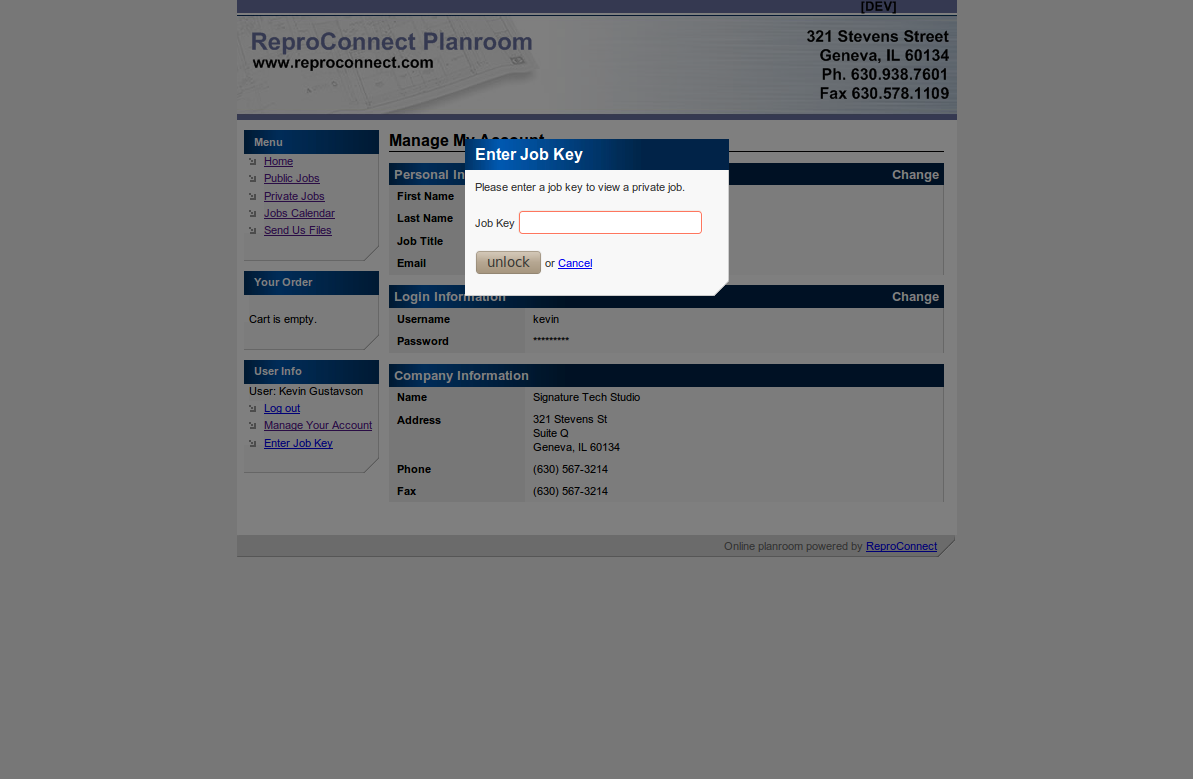 [DEV]
ReproConnect Planroom
www.reproconnect.com
321 Stevens Street
Geneva, IL 60134
Ph. 630.938.7601
Fax 630.578.1109
Menu
Home
Public Jobs
Private Jobs
Jobs Calendar
Send Us Files
Your Order
Cart is empty.
User Info
User: Kevin Gustavson
Log out
Manage Your Account
Enter Job Key
Manage My Account
Personal In
Change
First Name
Last Name
Job Title
Email
Enter Job Key
Please enter a job key to view a private job.
Job Key
unlock or Cancel
Login Information Change
Username kevin
Password *********
Company Information
Name Signature Tech Studio
Address 321 Stevens St
Suite Q
Geneva, IL 60134
Phone (630) 567-3214
Fax (630) 567-3214
Online planroom powered by ReproConnect